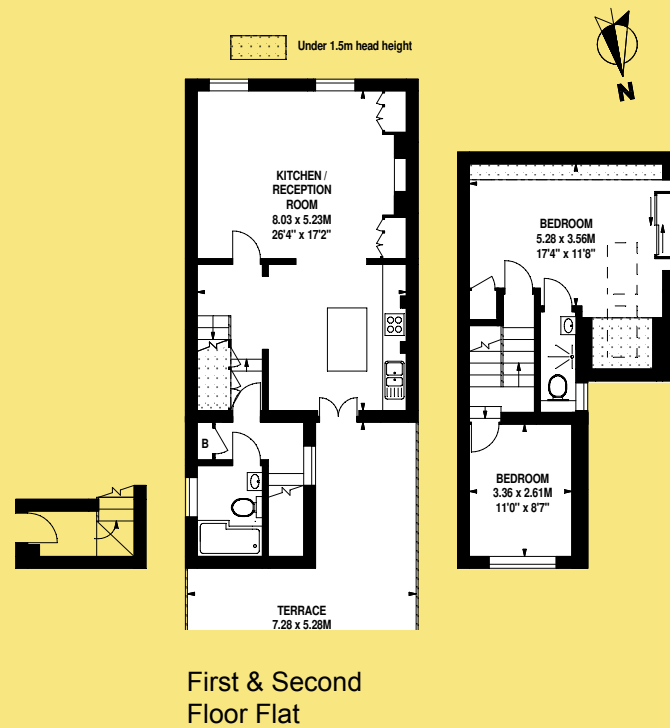 Under 1.5m head height
N
KITCHEN /
RECEPTION
ROOM
8.03 x 5.23M
26'4" x 17'2"
BEDROOM
5.28 x 3.56M
17'4" x 11'8"
B
BEDROOM
3.36 x 2.61M
11'0" x 8'7"
TERRACE
7.28 x 5.28M
First & Second
Floor Flat